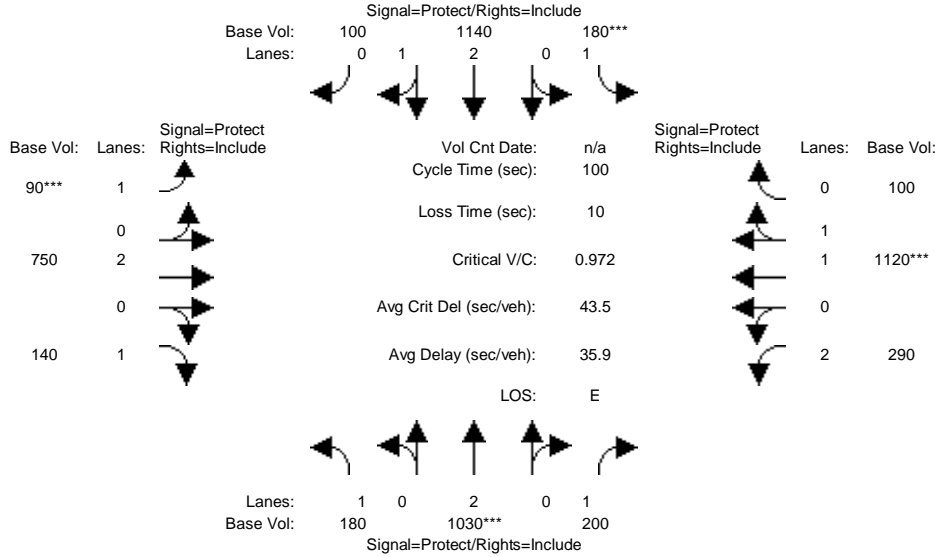 Signal=Protect/Rights=Include
Base Vol: 100 1140 180***
Lanes: 0 1 2 0 1
Signal=Protect Signal=Protect
Base Vol: Lanes: Rights=Include Vol Cnt Date: n/a Rights=Include Lanes: Base Vol:
Cycle Time (sec): 100
90*** 1 0 100
Loss Time (sec): 10
0 1
750 2 Critical V/C: 0.972 1 1120***
0 Avg Crit Del (sec/veh): 43.5 0
140 1 Avg Delay (sec/veh): 35.9 2 290
LOS: E
Lanes: 1 0 2 0 1
Base Vol: 180 1030*** 200
Signal=Protect/Rights=Include